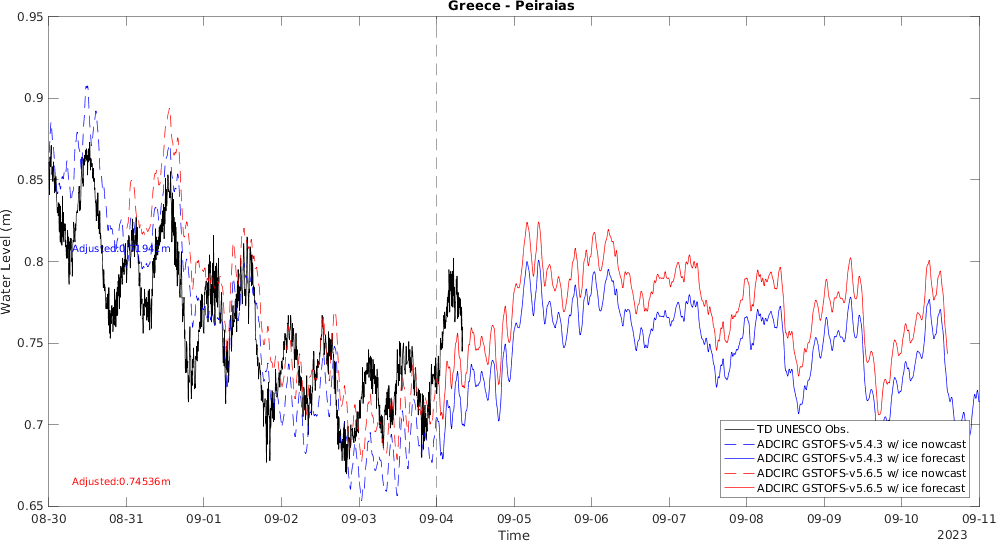 Greece - Peiraias
Water Level (m)
0.95
0.9
0.85
0.8
0.75
0.7
0.65
Adjusted:0.74536m
TD UNESCO Obs.
ADCIRC GSTOFS-v5.4.3 w/ ice nowcast
ADCIRC GSTOFS-v5.4.3 w/ ice forecast
ADCIRC GSTOFS-v5.6.5 w/ ice nowcast
ADCIRC GSTOFS-v5.6.5 w/ ice forecast
08-30 08-31 09-01 09-02 09-03 09-04 09-05 09-06 09-07 09-08 09-09 09-10 09-11
Time
2023